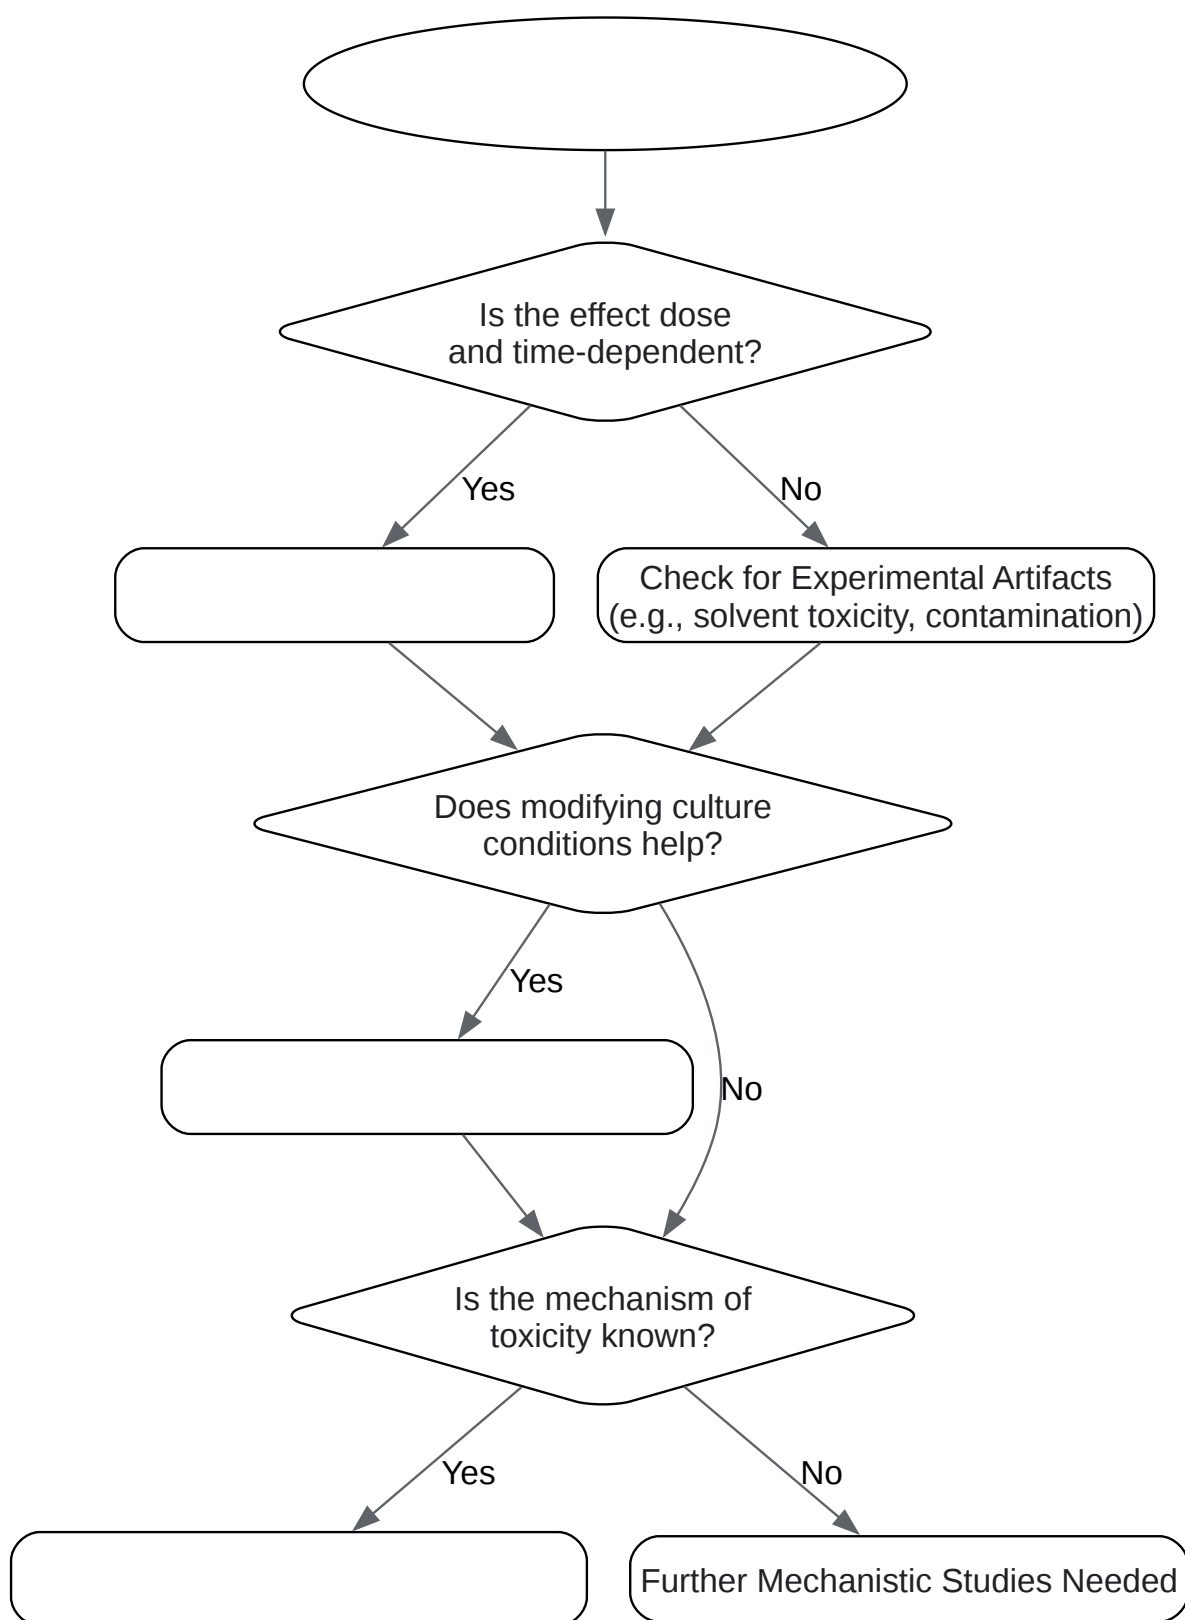 Is the effect dose
and time-dependent?
Yes
No
Check for Experimental Artifacts
(e.g., solvent toxicity, contamination)
Does modifying culture
conditions help?
Yes
No
Is the mechanism of
toxicity known?
Yes
No
Further Mechanistic Studies Needed